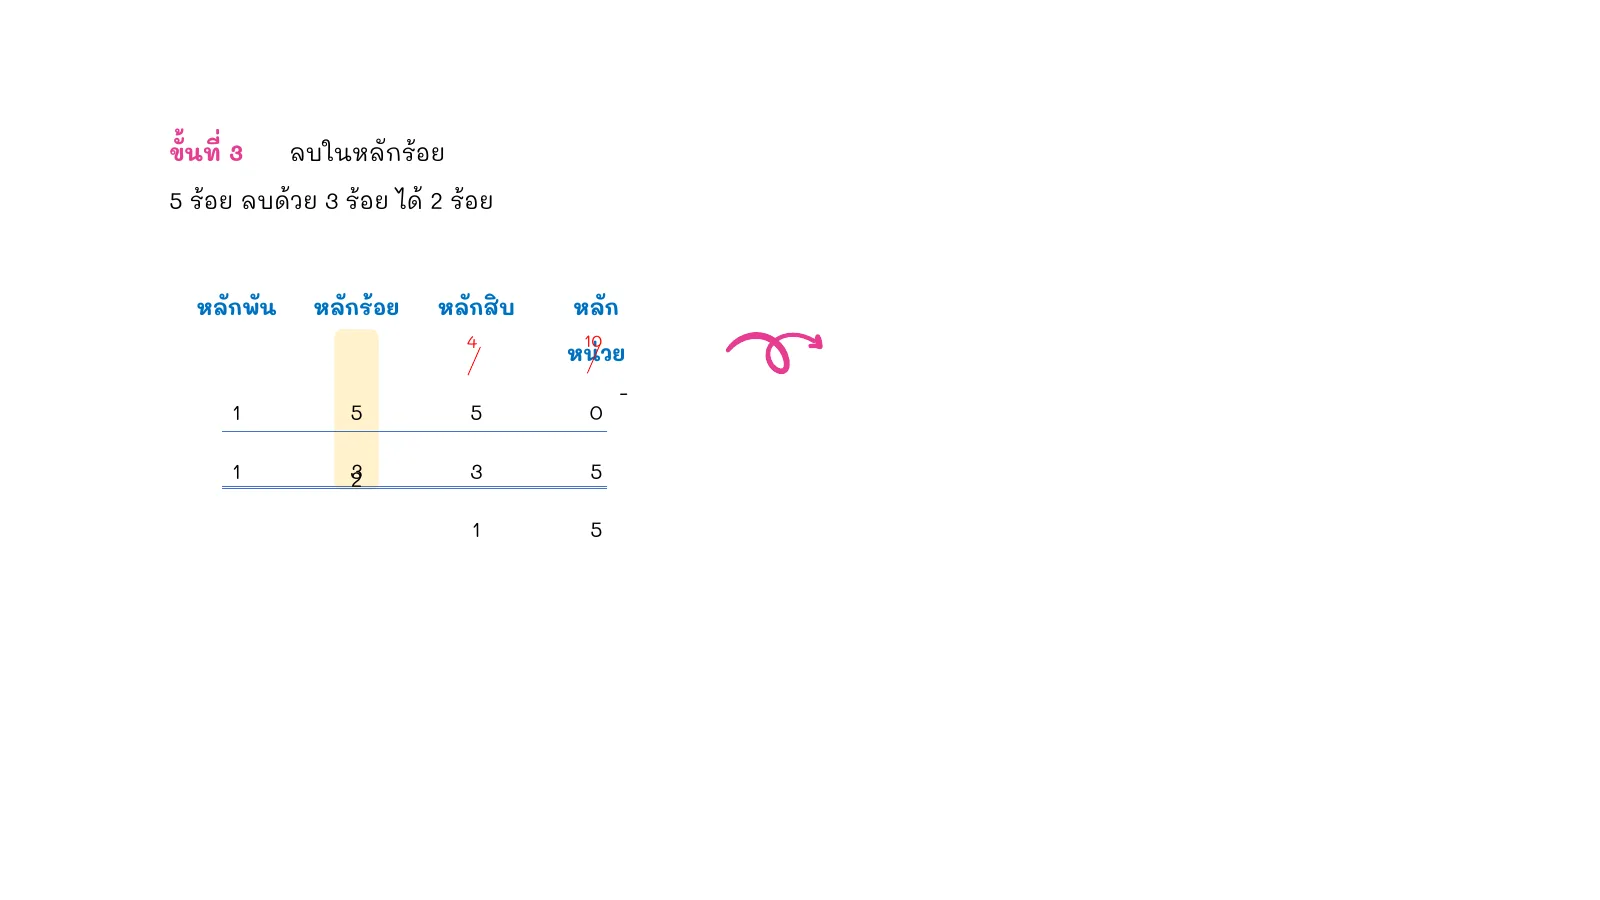 ขั้นที่ 3 ลบในหลักร้อย
5 ร้อย ลบด้วย 3 ร้อย ได้ 2 ร้อย
หลักพัน หลักร้อย หลักสิบ หลัก
หน่วย
4 10
-
1 5 5 0
1 3 3 5
2
1 5